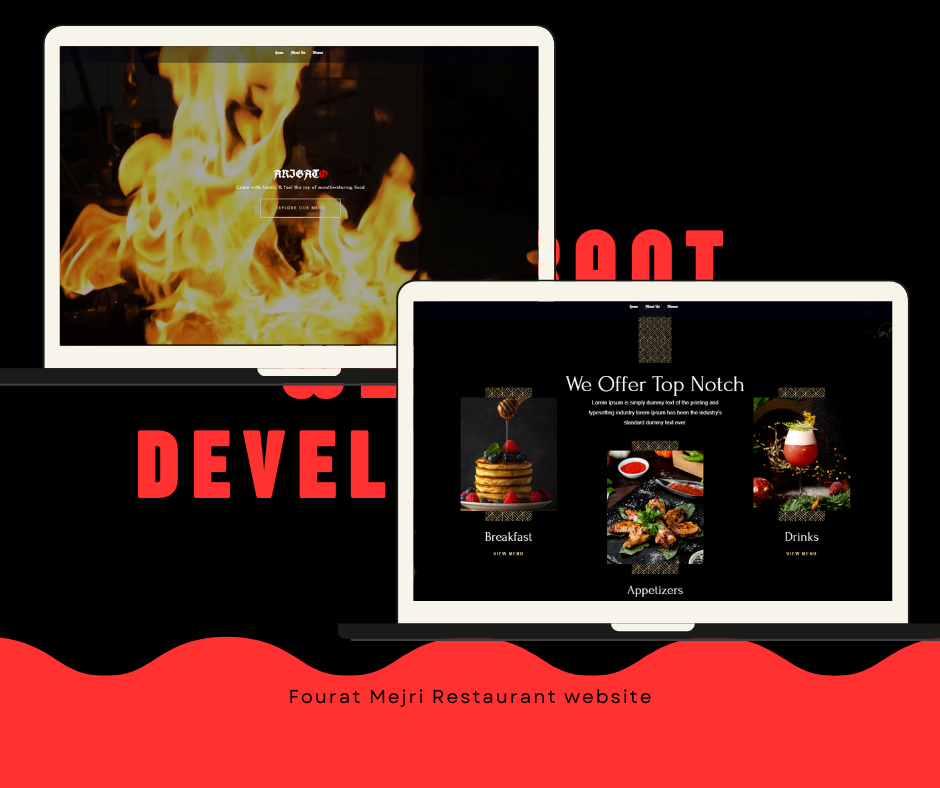 Home About Us Menus
ARIGATO
Come with family & feel the joy of mouthwatering food
EXPLORE OUR MENU
Home About Us Menus
We Offer Top Notch
Lorem Ipsum is simply dummy text of the printing and
typesetting industry lorem Ipsum has been the industry's
standard dummy text ever
Breakfast
VIEW MENU
Appetizers
Drinks
VIEW MENU
DEVEL
Fourat Mejri Restaurant website